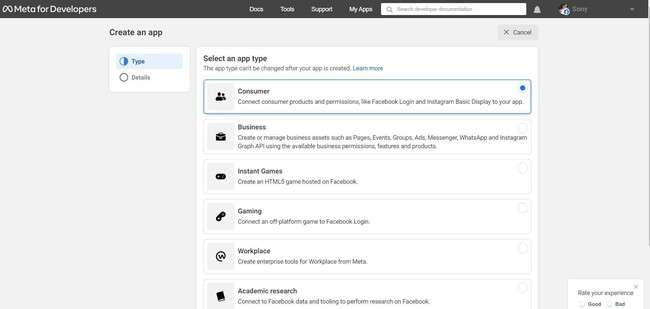 Meta for Developers
Docs Tools Support My Apps Search developer documentation Sony
Create an app
Cancel
Type
Details
Select an app type
The app type can't be changed after your app is created. Learn more
Consumer
Connect consumer products and permissions, like Facebook Login and Instagram Basic Display to your app.
Business
Create or manage business assets such as Pages, Events, Groups, Ads, Messenger, WhatsApp and Instagram
Graph API using the available business permissions, features and products.
Instant Games
Create an HTML5 game hosted on Facebook.
Gaming
Connect an off-platform game to Facebook Login.
Workplace
Create enterprise tools for Workplace from Meta.
Academic research
Connect to Facebook data and tooling to perform research on Facebook.
Rate your experience
Good Bad